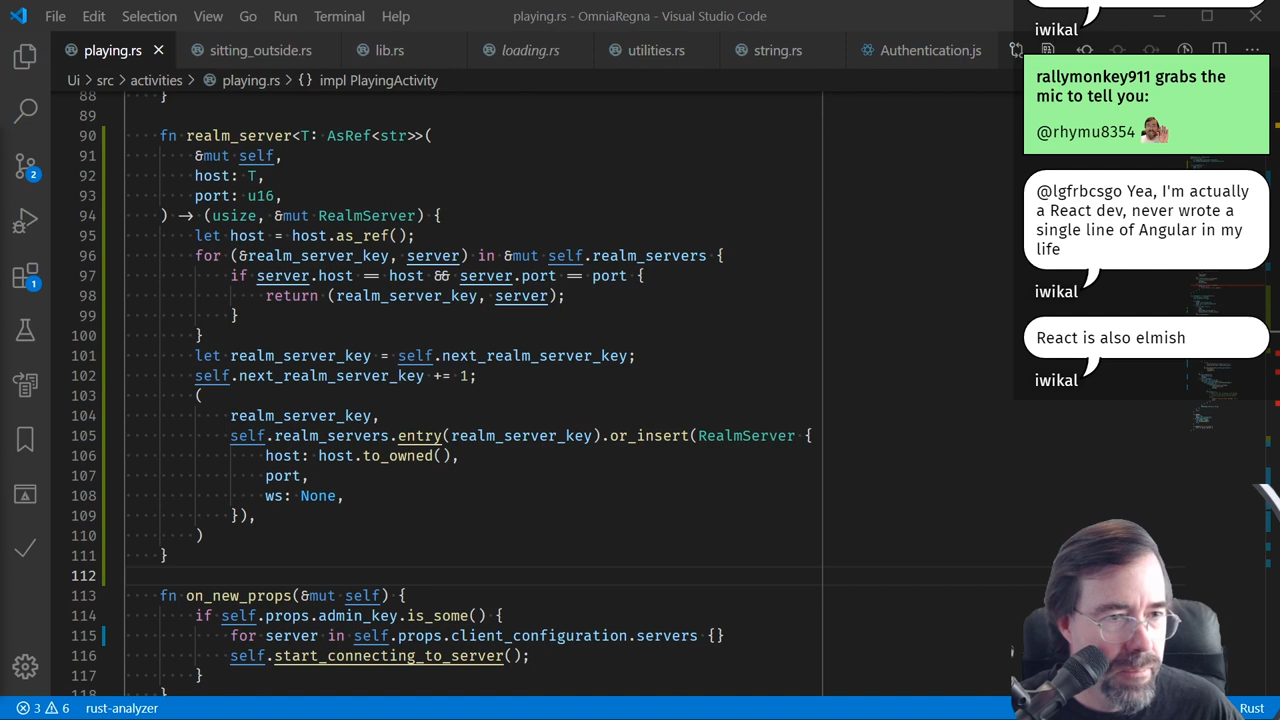 File Edit Selection View Go Run Terminal Help
playing.rs - OmniaRegna - Visual Studio Code
playing.rs
sitting_outside.rs
lib.rs
loading.rs
utilities.rs
string.rs
Authentication.js
Ui > src > activities > playing.rs > {} impl PlayingActivity
88 }
89
90 fn realm_server<T: AsRef<str>>(
91 &mut self,
92 host: T,
93 port: u16,
94 ) → (usize, &mut RealmServer) {
95 let host = host.as_ref();
96 for (&realm_server_key, server) in &mut self.realm_servers {
97 if server.host == host && server.port == port {
98 return (realm_server_key, server);
99 }
100 }
101 let realm_server_key = self.next_realm_server_key;
102 self.next_realm_server_key += 1;
103 (
104 realm_server_key,
105 self.realm_servers.entry(realm_server_key).or_insert(RealmServer {
106 host: host.to_owned(),
107 port,
108 ws: None,
109 }),
110 )
111 }
112
113 fn on_new_props(&mut self) {
114 if self.props.admin_key.is_some() {
115 for server in self.props.client_configuration.servers {}
116 self.start_connecting_to_server();
117 }
118 }
2
1
iwikal
rallymonkey911 grabs the
mic to tell you:
@rhymu8354
@lgfrbcsgo Yea, I'm actually
a React dev, never wrote a
single line of Angular in my
life
iwikal
React is also elmish
iwikal
3 6 rust-analyzer
Rust